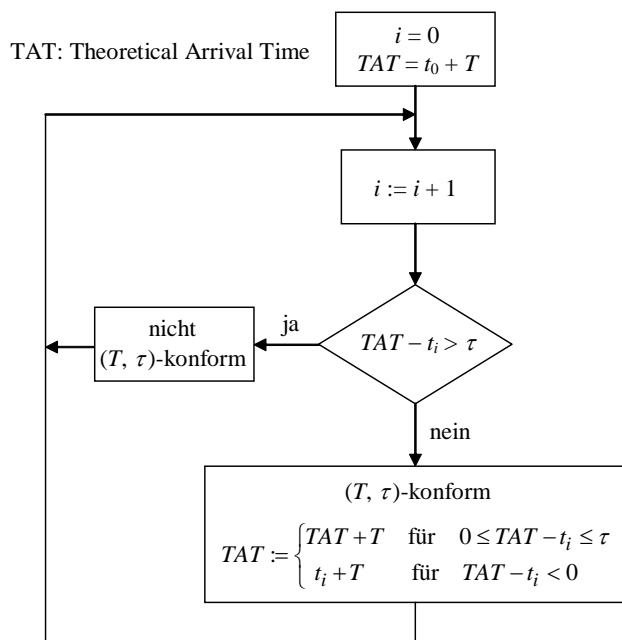 TAT: Theoretical Arrival Time
i = 0
TAT = t₀ + T
i := i + 1
TAT – tᵢ > τ
ja
nicht
(T, τ)-konform
nein
(T, τ)-konform
TAT := { TAT + T für 0 ≤ TAT – tᵢ ≤ τ
tᵢ + T für TAT – tᵢ < 0